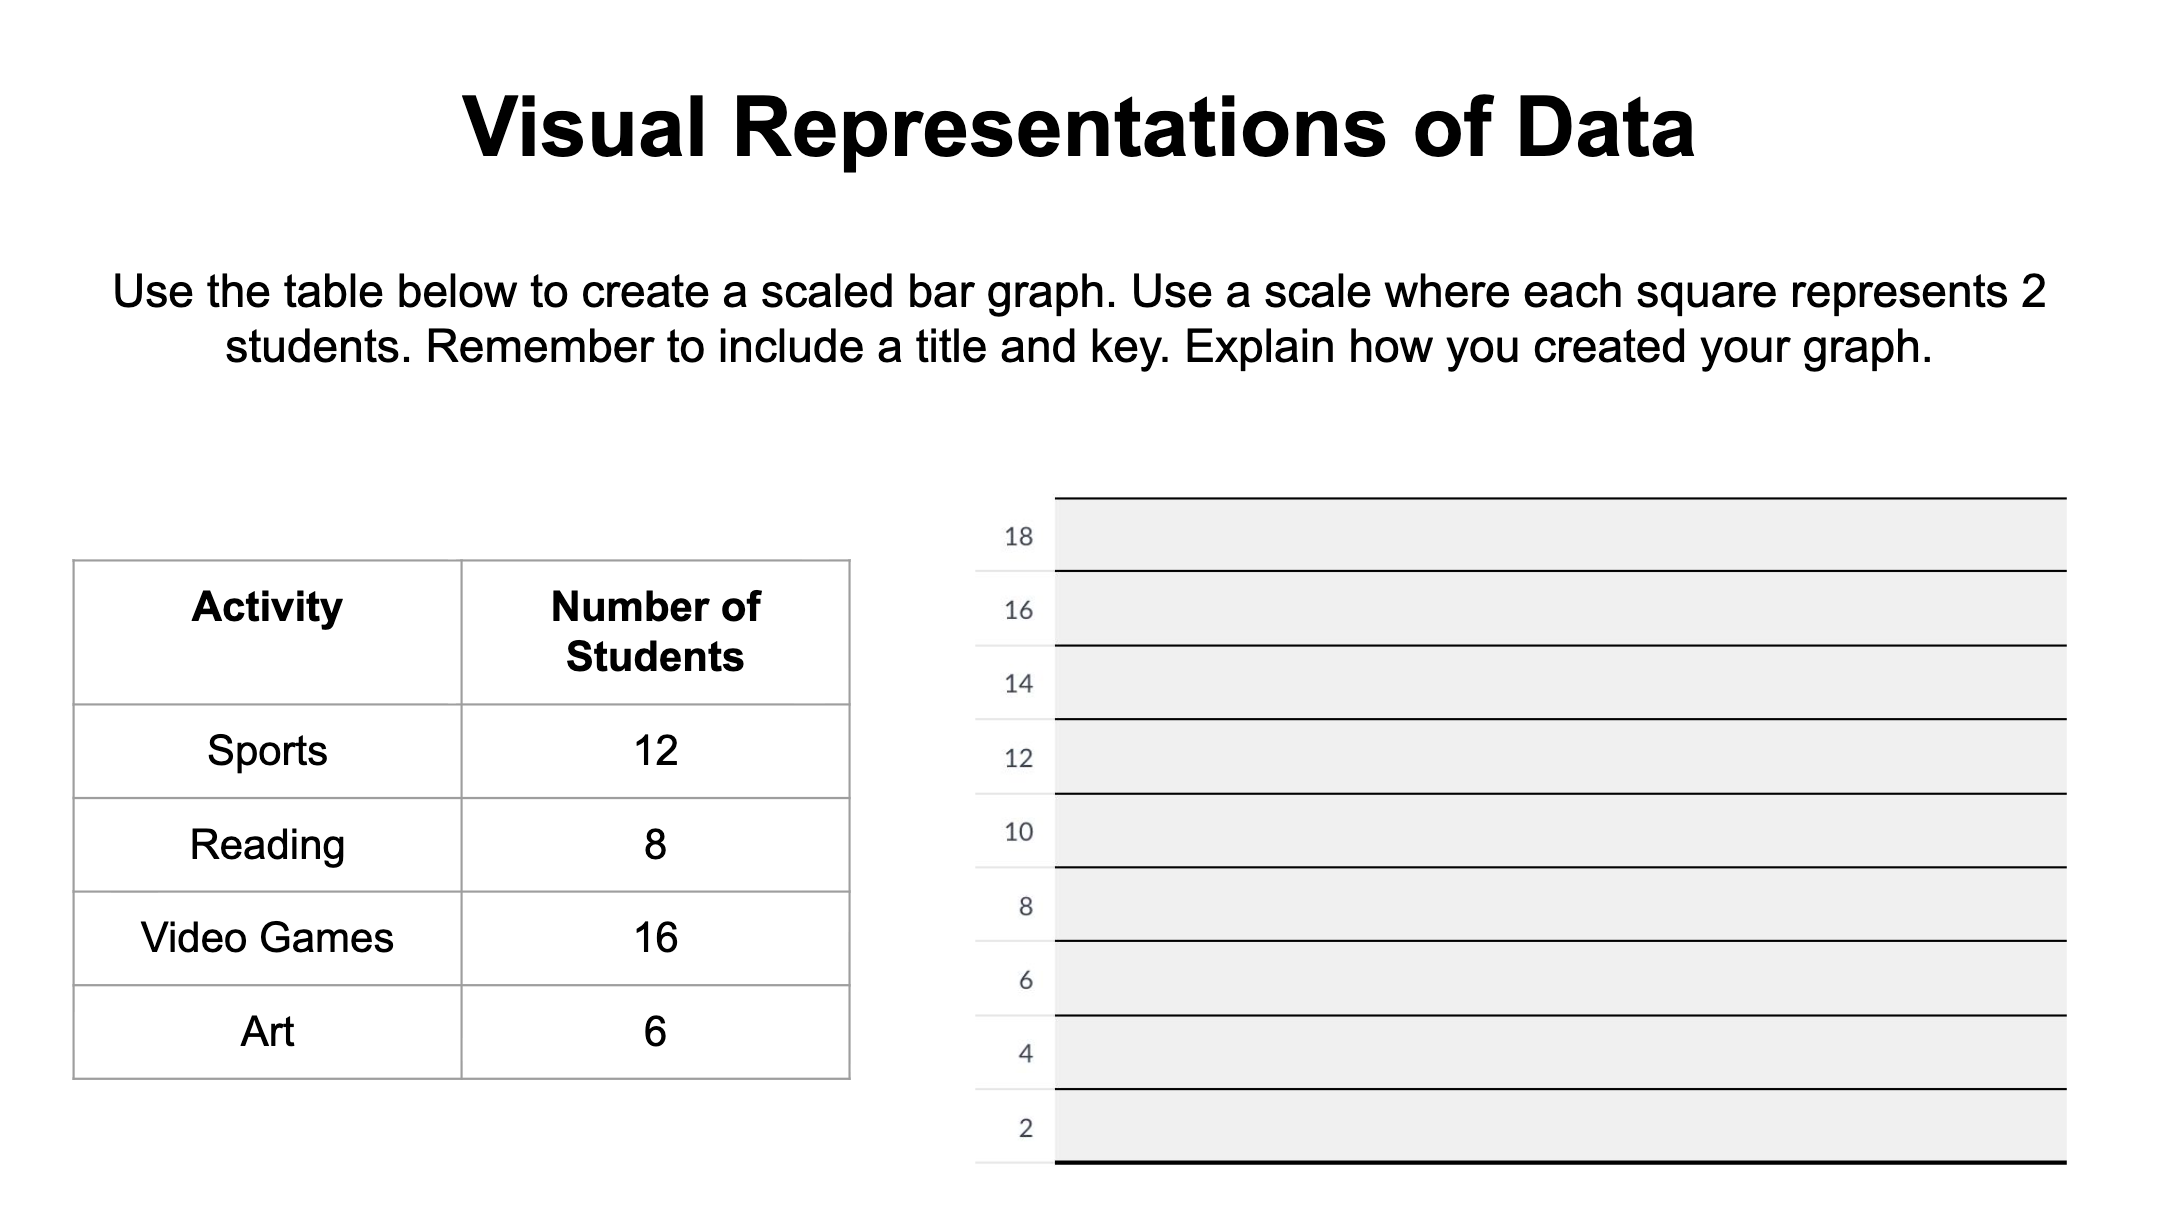 Visual Representations of Data
Use the table below to create a scaled bar graph. Use a scale where each square represents 2
students. Remember to include a title and key. Explain how you created your graph.
Activity
Number of
Students
Sports
12
Reading
8
Video Games
16
Art
6
18
16
14
12
10
8
6
4
2